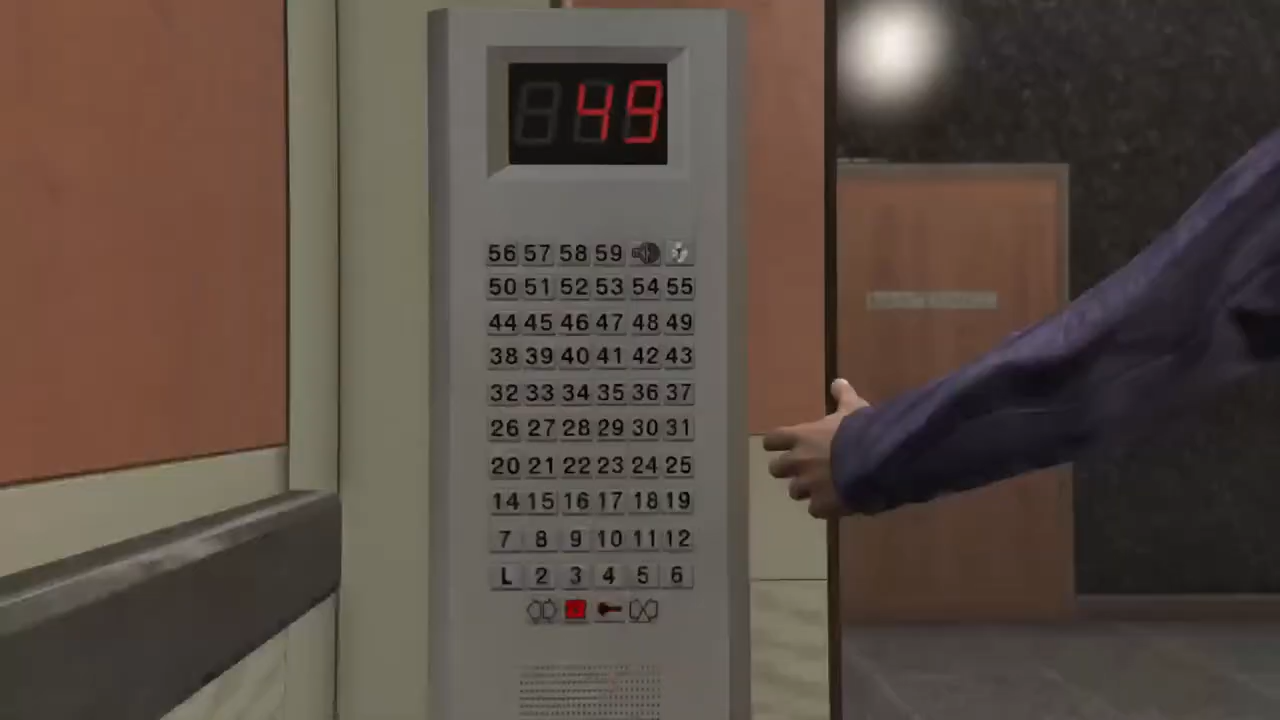 49
56 57 58 59
50 51 52 53 54 55
44 45 46 47 48 49
38 39 40 41 42 43
32 33 34 35 36 37
26 27 28 29 30 31
20 21 22 23 24 25
14 15 16 17 18 19
7 8 9 10 11 12
L 2 3 4 5 6